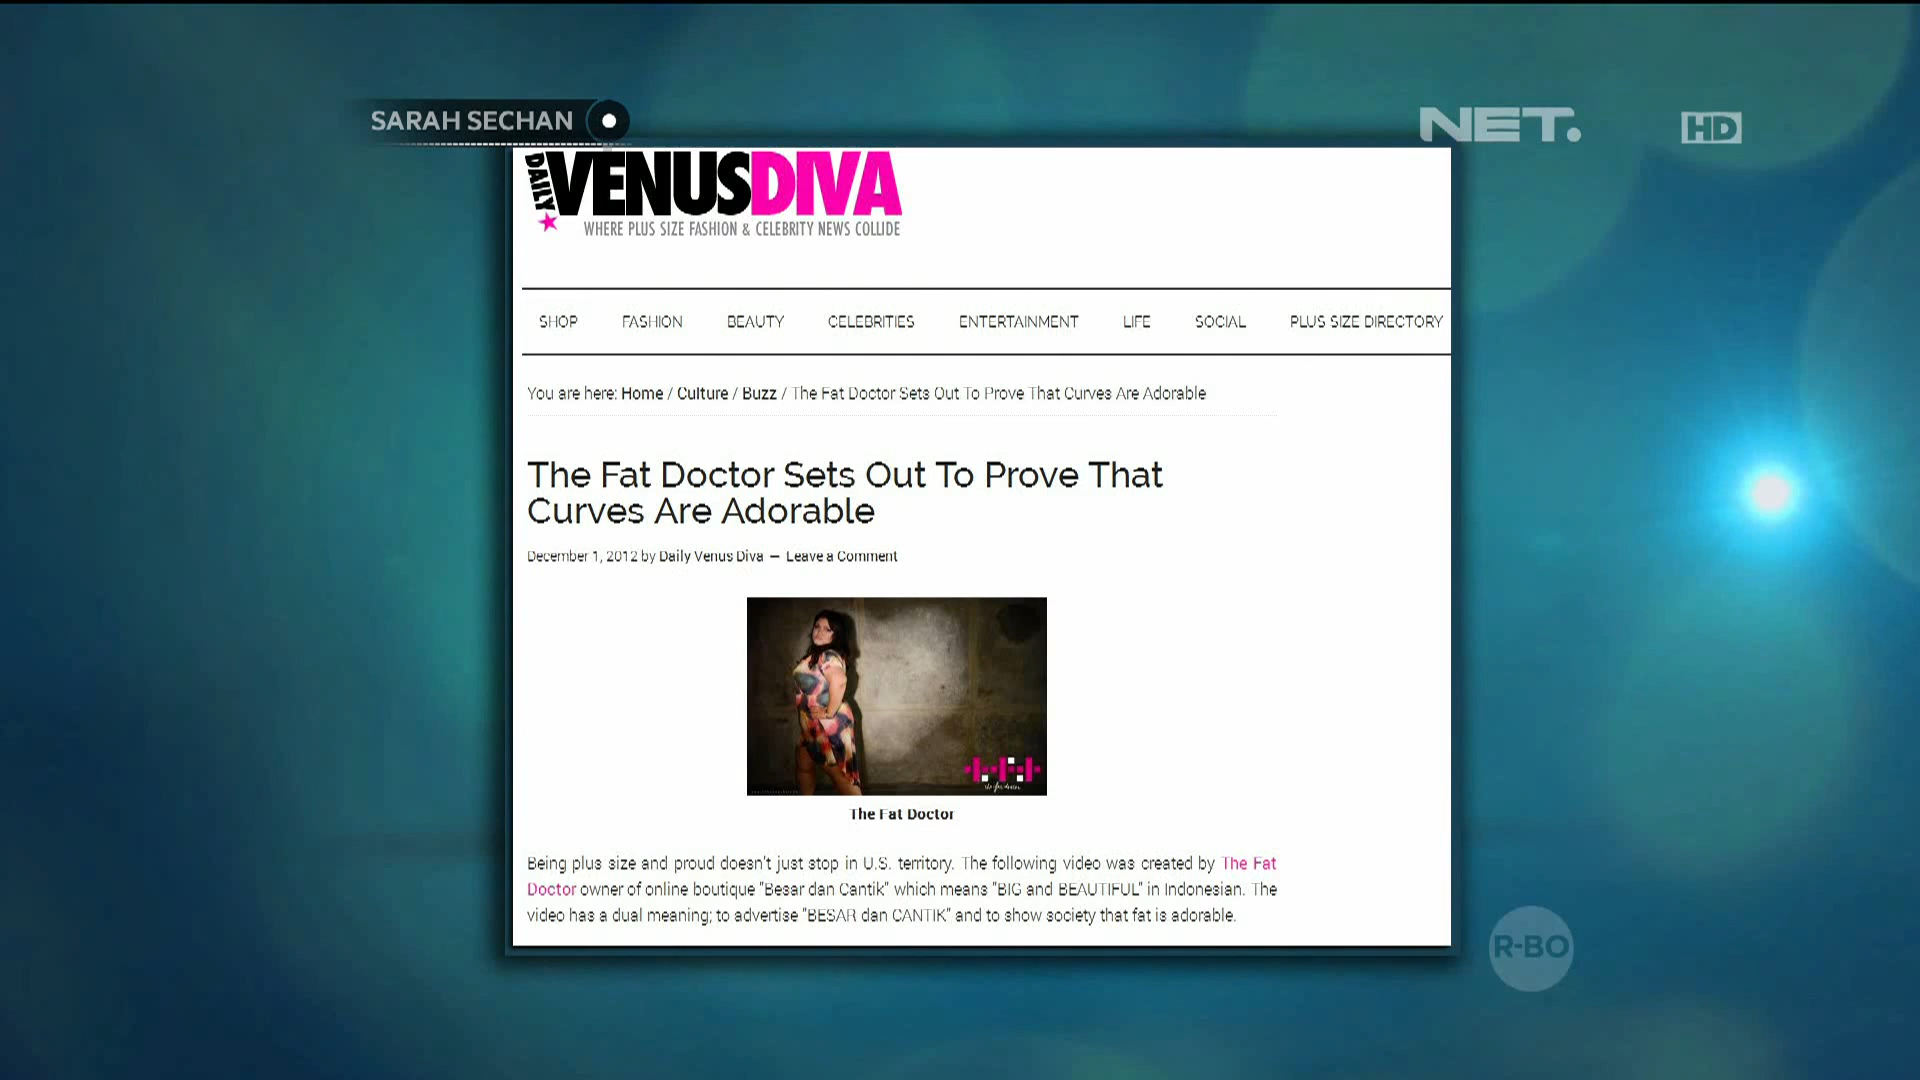 SARAH SECHAN
NET.
HD
DAILY
VENUSDIVA
WHERE PLUS SIZE FASHION & CELEBRITY NEWS COLLIDE
SHOP FASHION BEAUTY CELEBRITIES ENTERTAINMENT LIFE SOCIAL PLUS SIZE DIRECTORY
You are here: Home / Culture / Buzz / The Fat Doctor Sets Out To Prove That Curves Are Adorable
The Fat Doctor Sets Out To Prove That
Curves Are Adorable
December 1, 2012 by Daily Venus Diva — Leave a Comment
The Fat Doctor
Being plus size and proud doesn't just stop in U.S. territory. The following video was created by The Fat
Doctor owner of online boutique "Besar dan Cantik" which means "BIG and BEAUTIFUL" in Indonesian. The
video has a dual meaning; to advertise "BESAR dan CANTIK" and to show society that fat is adorable.
R-BO